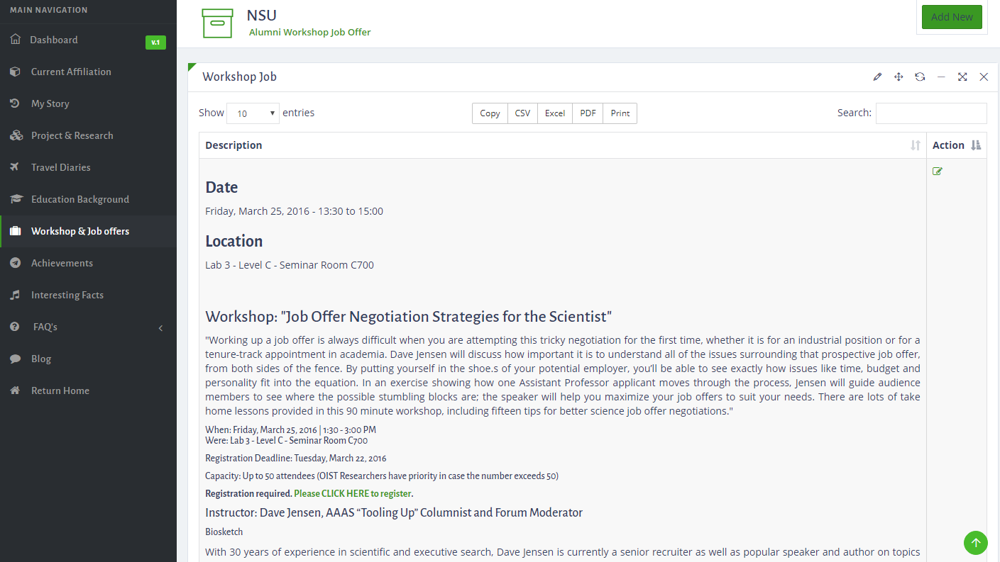 MAIN NAVIGATION
Dashboard
v.1
Current Affiliation
My Story
Project & Research
Travel Diaries
Education Background
Workshop & Job offers
Achievements
Interesting Facts
FAQ's
Blog
Return Home
NSU
Alumni Workshop Job Offer
Add New
Workshop Job
Show 10 entries
Copy CSV Excel PDF Print
Search:
Description
Action
Date
Friday, March 25, 2016 - 13:30 to 15:00
Location
Lab 3 - Level C - Seminar Room C700
Workshop: "Job Offer Negotiation Strategies for the Scientist"
"Working up a job offer is always difficult when you are attempting this tricky negotiation for the first time, whether it is for an industrial position or for a
tenure-track appointment in academia. Dave Jensen will discuss how important it is to understand all of the issues surrounding that prospective job offer,
from both sides of the fence. By putting yourself in the shoe.s of your potential employer, you’ll be able to see exactly how issues like time, budget and
personality fit into the equation. In an exercise showing how one Assistant Professor applicant moves through the process, Jensen will guide audience
members to see where the possible stumbling blocks are; the speaker will help you maximize your job offers to suit your needs. There are lots of take
home lessons provided in this 90 minute workshop, including fifteen tips for better science job offer negotiations."
When: Friday, March 25, 2016 | 1:30 - 3:00 PM
Were: Lab 3 - Level C - Seminar Room C700
Registration Deadline: Tuesday, March 22, 2016
Capacity: Up to 50 attendees (OIST Researchers have priority in case the number exceeds 50)
Registration required. Please CLICK HERE to register.
Instructor: Dave Jensen, AAAS “Tooling Up” Columnist and Forum Moderator
Biosketch
With 30 years of experience in scientific and executive search, Dave Jensen is currently a senior recruiter as well as popular speaker and author on topics